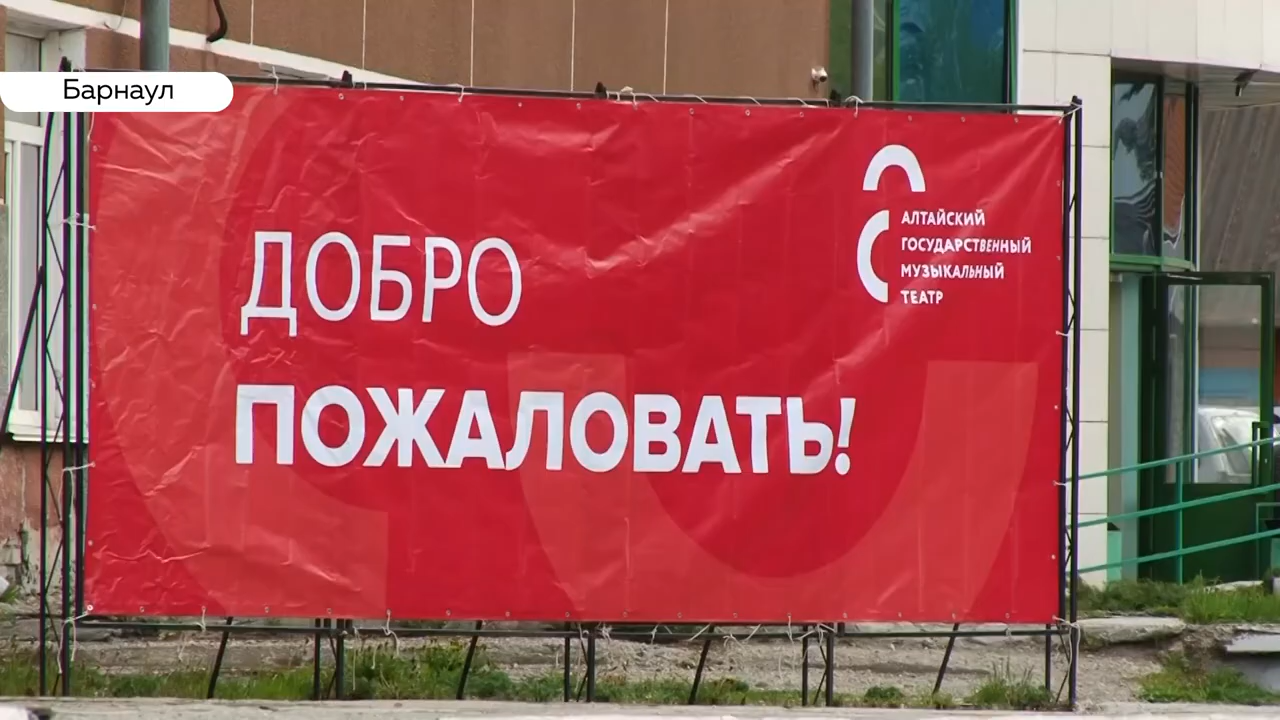 Барнаул
ДОБРО
ПОЖАЛОВАТЬ!
АЛТАЙСКИЙ
ГОСУДАРСТВЕННЫЙ
МУЗЫКАЛЬНЫЙ
ТЕАТР